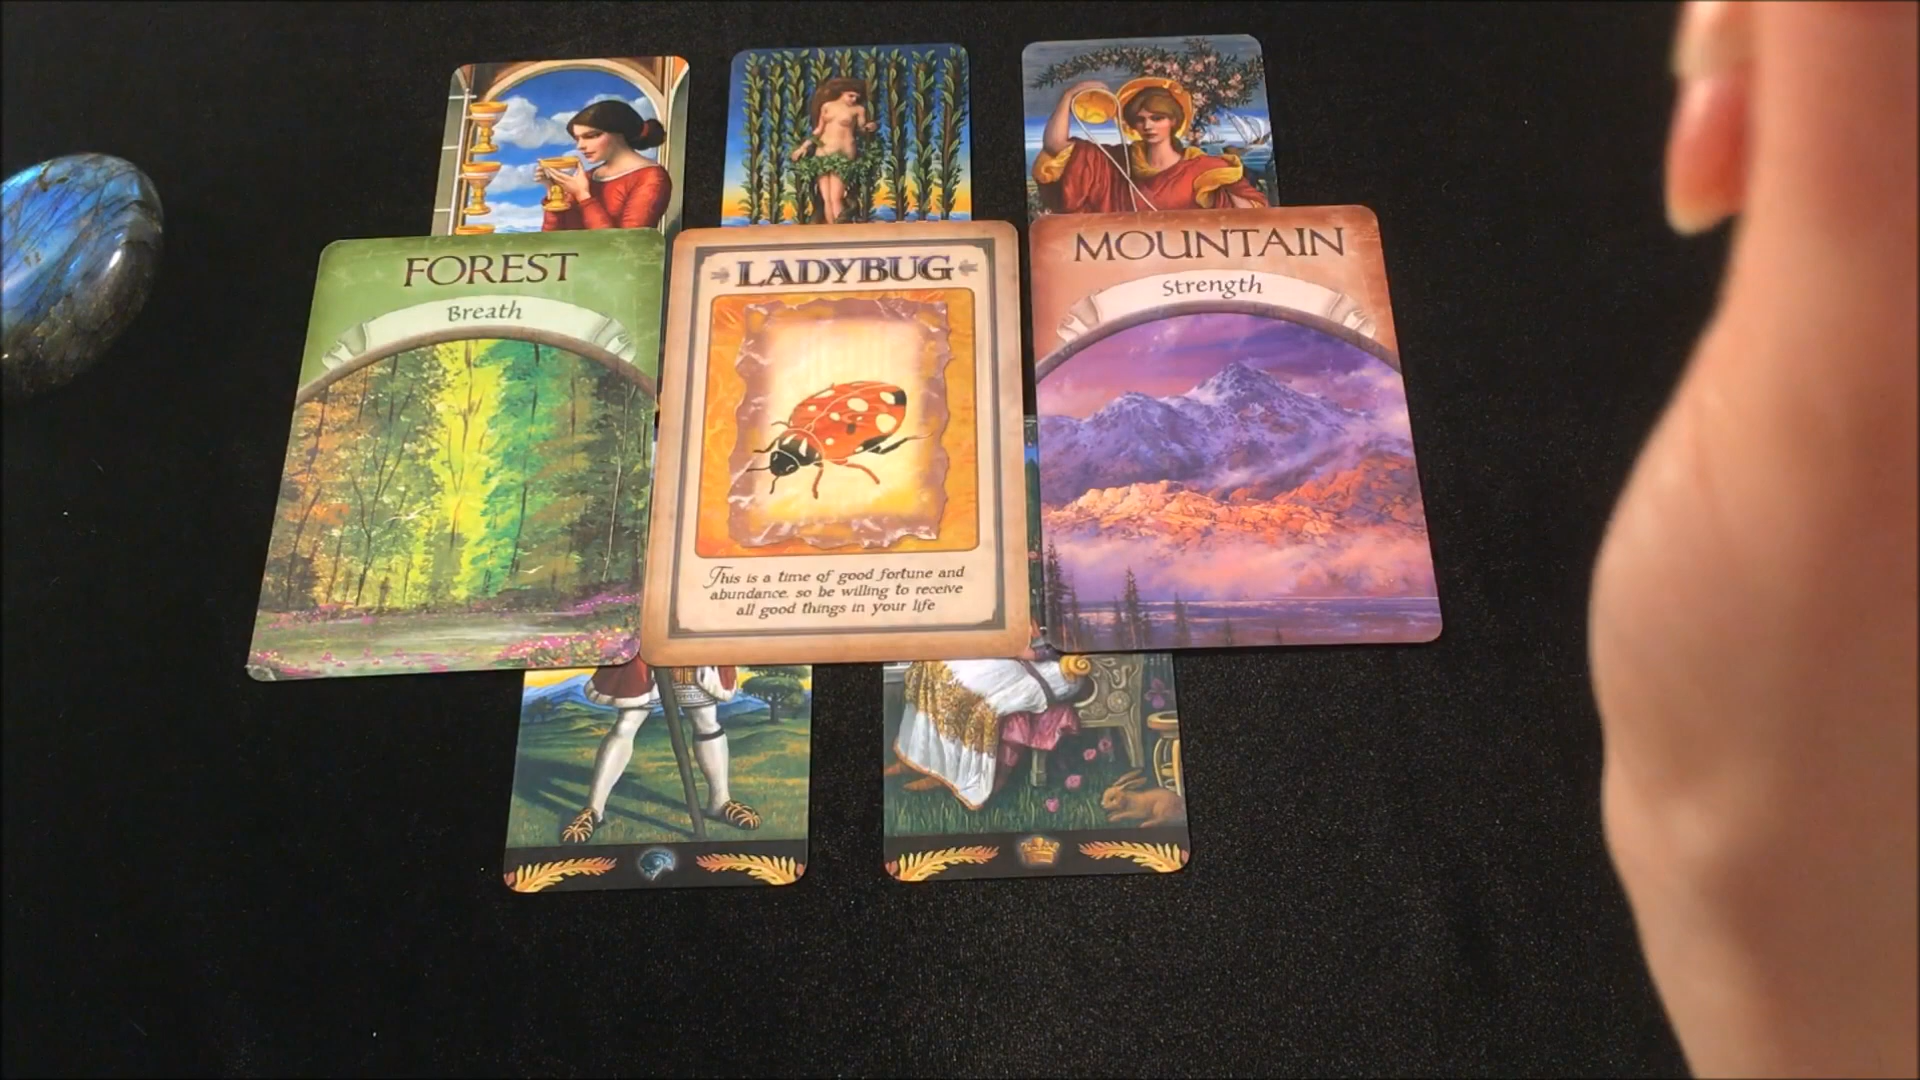 FOREST
Breath
LADYBUG
This is a time of good fortune and
abundance, so be willing to receive
all good things in your life
MOUNTAIN
Strength